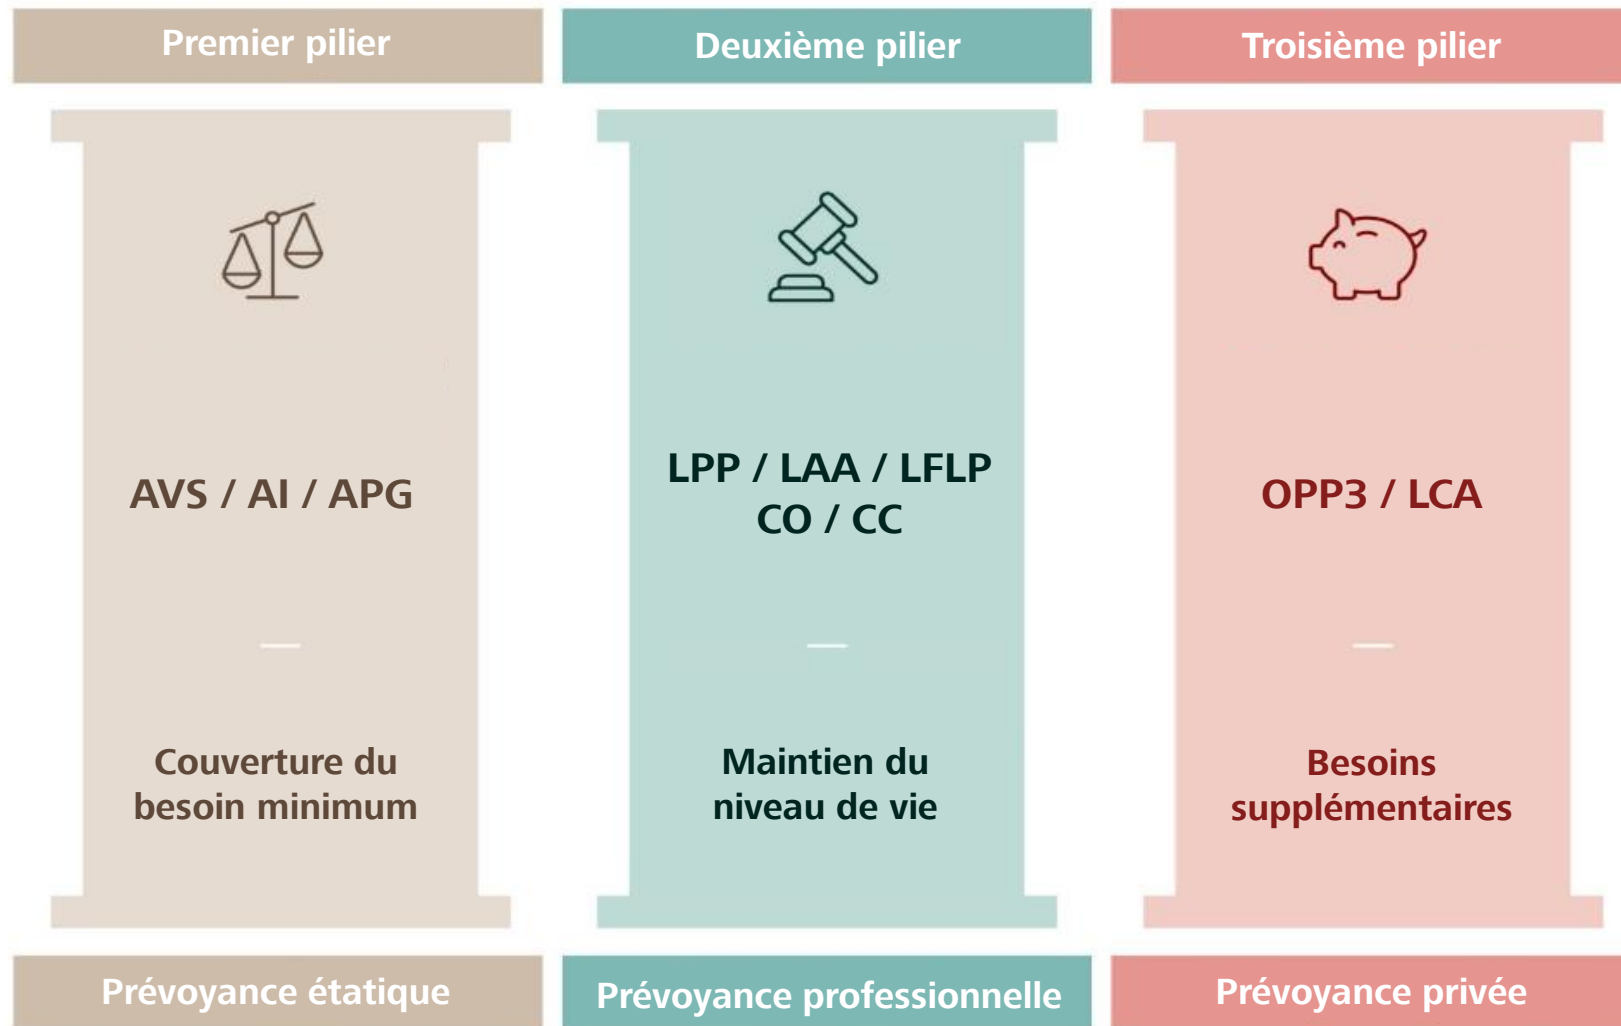 Premier pilier
Deuxième pilier
Troisième pilier
AVS / AI / APG
LPP / LAA / LFLP
CO / CC
OPP3 / LCA
Couverture du
besoin minimum
Maintien du
niveau de vie
Besoins
supplémentaires
Prévoyance étatique
Prévoyance professionnelle
Prévoyance privée